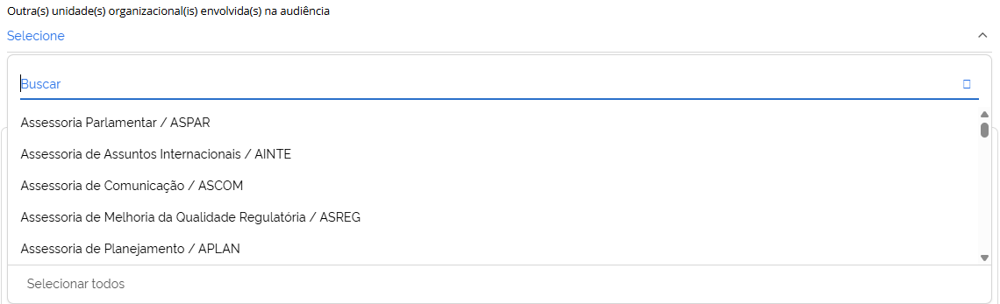 Outra(s) unidade(s) organizacional(is) envolvida(s) na audiência
Selecione
Buscar
Assessoria Parlamentar / ASPAR
Assessoria de Assuntos Internacionais / AINTE
Assessoria de Comunicação / ASCOM
Assessoria de Melhoria da Qualidade Regulatória / ASREG
Assessoria de Planejamento / APLAN
Selecionar todos